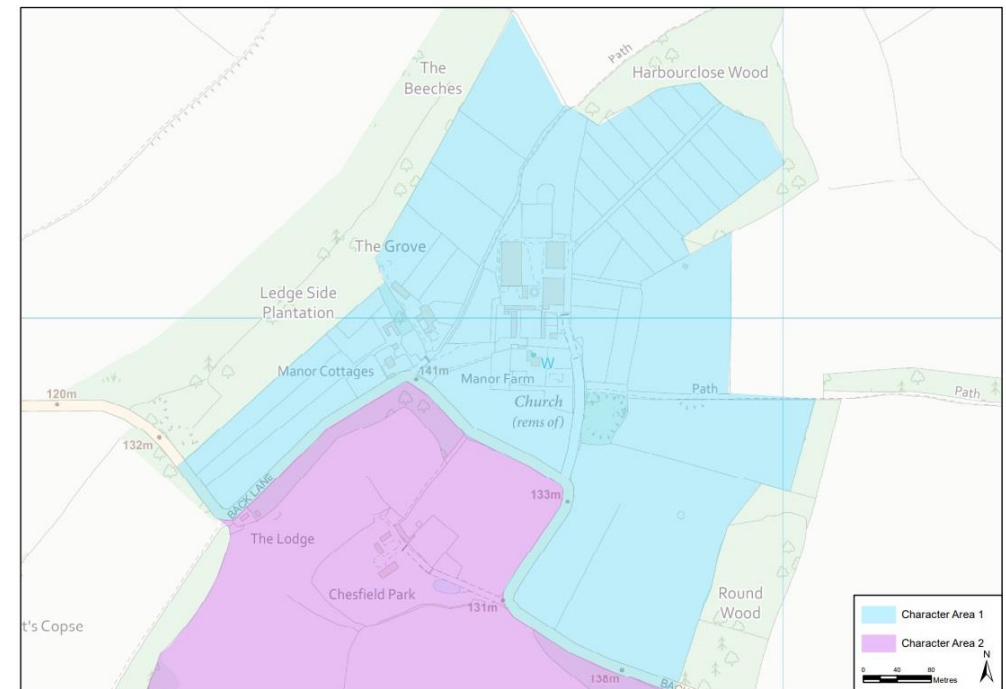 Path
The
Beeches
Harbourclose Wood
The Grove
Ledge Side
Plantation
Manor Cottages
141m
Manor Farm
W
120m
Church
(rems of)
Path
Path
132m
BACK LANE
133m
The Lodge
Chesfield Park
131m
Round
Wood
t's Copse
138m
BACK
Character Area 1
Character Area 2
N
0 40 80
Metres